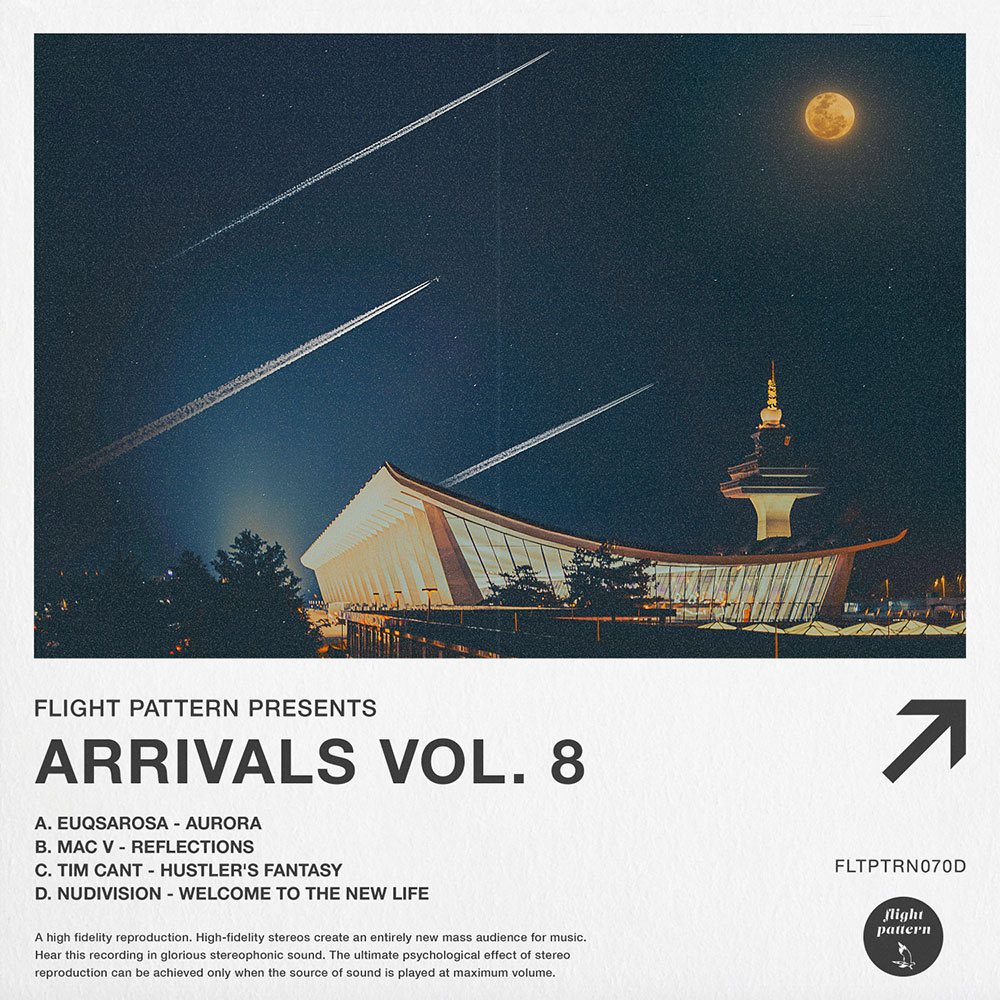 FLIGHT PATTERN PRESENTS
ARRIVALS VOL. 8
A. EUQSAROSA - AURORA
B. MAC V - REFLECTIONS
C. TIM CANT - HUSTLER'S FANTASY
D. NUDIVISION - WELCOME TO THE NEW LIFE
A high fidelity reproduction. High-fidelity stereos create an entirely new mass audience for music.
Hear this recording in glorious stereophonic sound. The ultimate psychological effect of stereo
reproduction can be achieved only when the source of sound is played at maximum volume.
FLTPTRN070D
flight
pattern